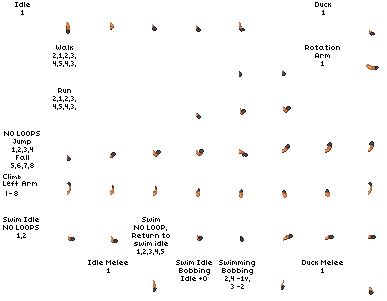 Idle
1
Duck
1
Walk
2,1,2,3,
4,5,4,3,
Rotation
Arm
1
Run
2,1,2,3,
4,5,4,3,
NO LOOPS
Jump
1,2,3,4
Fall
5,6,7,8
Climb
Left Arm
1-8
Swim Idle
NO LOOPS
1,2
Swim
NO LOOP,
Return to
swim idle
1,2,3,4,5
Swim Idle
Bobbing
Idle +0
Swimming
Bobbing
2,4 -1v,
3 -2
Idle Melee
1
Duck Melee
1